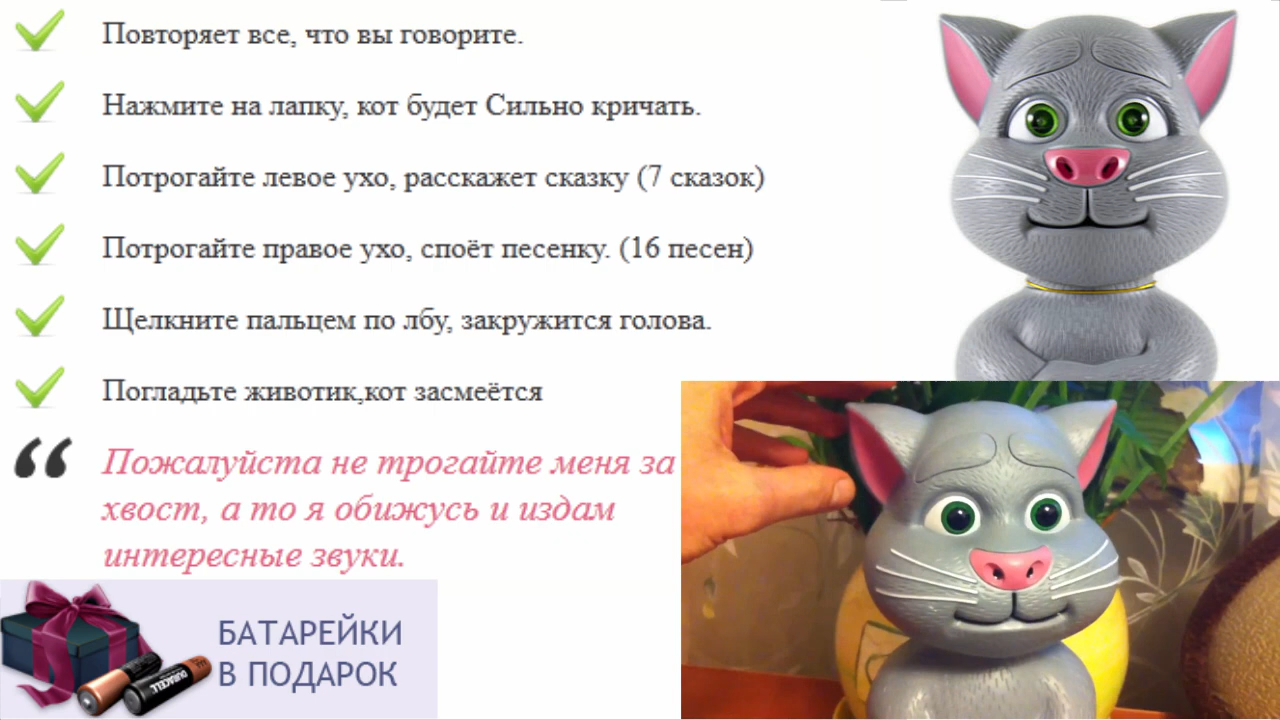 Повторяет все, что вы говорите.
Нажмите на лапку, кот будет Сильно кричать.
Потрогайте левое ухо, расскажет сказку (7 сказок)
Потрогайте правое ухо, споёт песенку. (16 песен)
Щелкните пальцем по лбу, закружится голова.
Погладьте животик,кот засмеётся
“ Пожалуйста не трогайте меня за
хвост, а то я обижусь и издам
интересные звуки.
БАТАРЕЙКИ
В ПОДАРОК
DURACELL